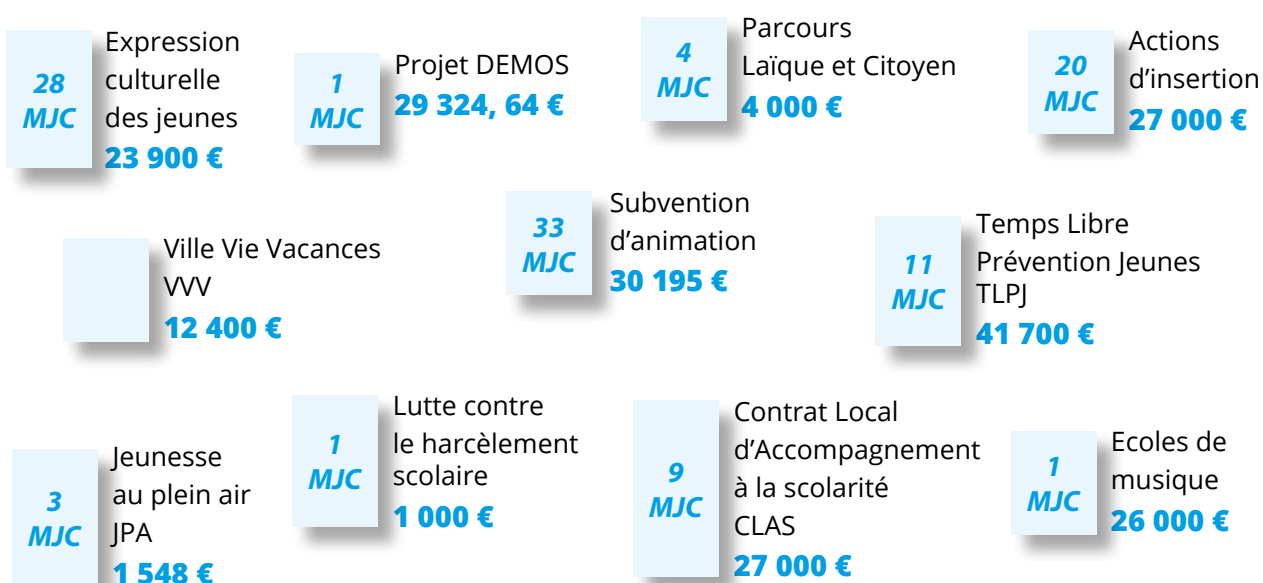 28
MJC
Expression
culturelle
des jeunes
23 900 €
1
MJC
Projet DEMOS
29 324, 64 €
4
MJC
Parcours
Laïque et Citoyen
4 000 €
20
MJC
Actions
d’insertion
27 000 €
Ville Vie Vacances
VVV
12 400 €
33
MJC
Subvention
d’animation
30 195 €
11
MJC
Temps Libre
Prévention Jeunes
TLPJ
41 700 €
3
MJC
Jeunesse
au plein air
JPA
1 548 €
1
MJC
Lutte contre
le harcèlement
scolaire
1 000 €
9
MJC
Contrat Local
d’Accompagnement
à la scolarité
CLAS
27 000 €
1
MJC
Ecoles de
musique
26 000 €